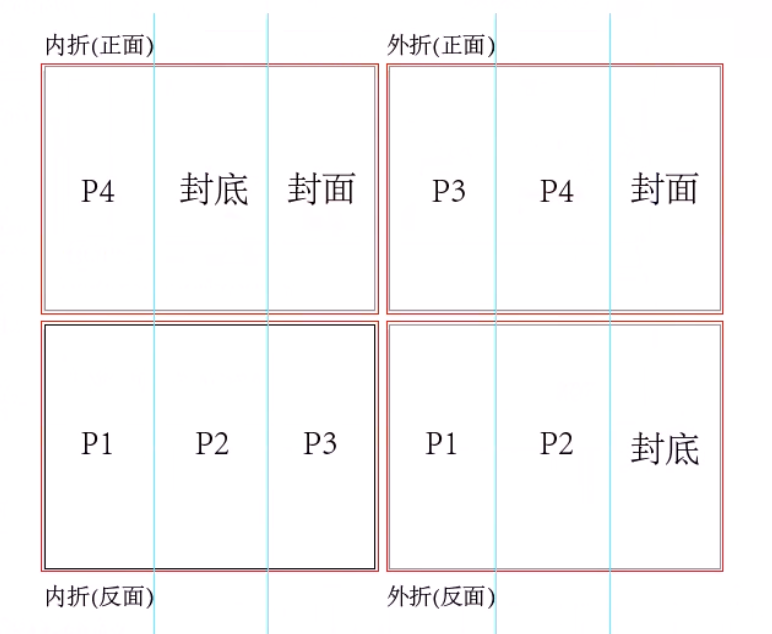 内折(正面)
外折(正面)
P4 封底 封面
P3 P4 封面
P1 P2 P3
P1 P2 封底
内折(反面)
外折(反面)